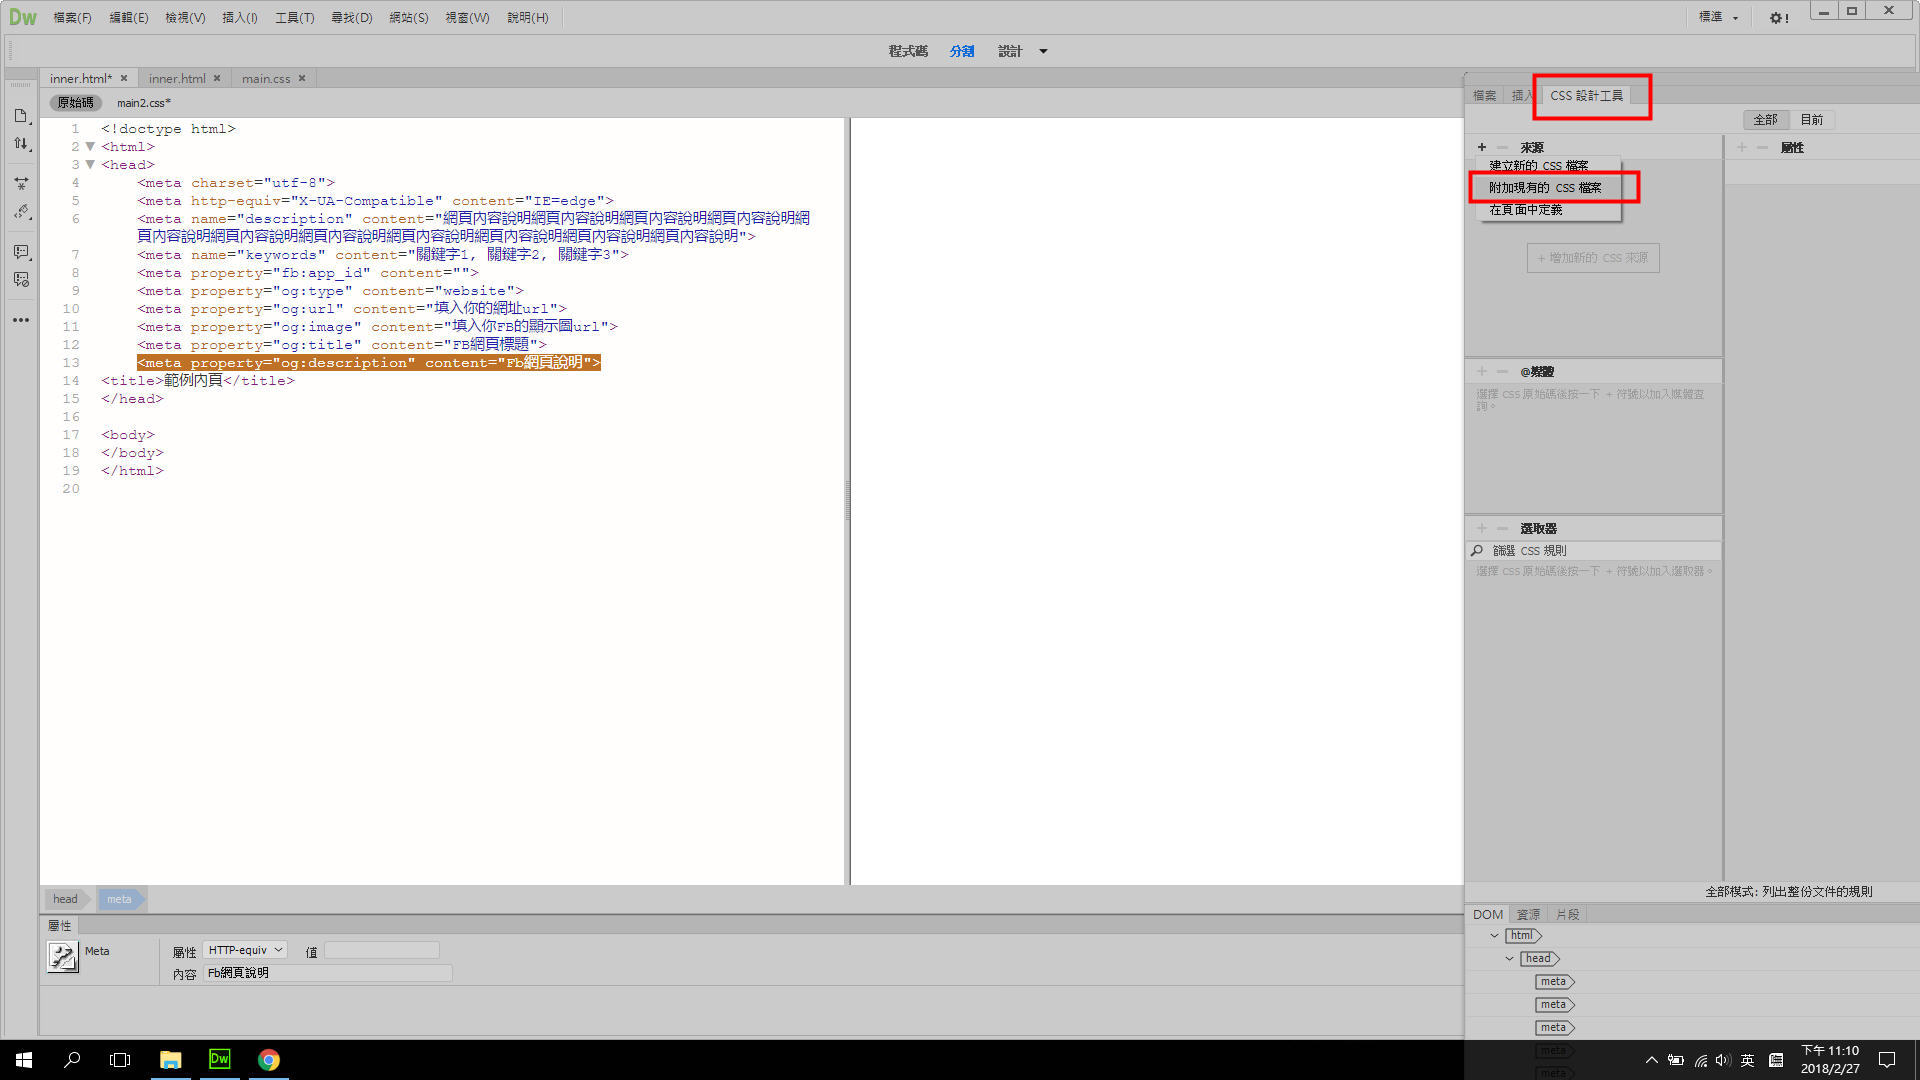 Dw 檔案(F) 編輯(E) 檢視(V) 插入(I) 工具(T) 尋找(D) 網站(S) 視窗(W) 說明(H) 標準
程式碼 分割 設計
inner.html* inner.html main.css
原始碼 main2.css*
1 <!doctype html>
2 <html>
3 <head>
4 <meta charset="utf-8">
5 <meta http-equiv="X-UA-Compatible" content="IE=edge">
6 <meta name="description" content="網頁內容說明網頁內容說明網頁內容說明網頁內容說明網
頁內容說明網頁內容說明網頁內容說明網頁內容說明網頁內容說明網頁內容說明網頁內容說明">
7 <meta name="keywords" content="關鍵字1, 關鍵字2, 關鍵字3">
8 <meta property="fb:app_id" content="">
9 <meta property="og:type" content="website">
10 <meta property="og:url" content="填入你的網址url">
11 <meta property="og:image" content="填入你FB的顯示圖url">
12 <meta property="og:title" content="FB網頁標題">
13 <meta property="og:description" content="Fb網頁說明">
14 <title>範例內頁</title>
15 </head>
16
17 <body>
18 </body>
19 </html>
20
head meta
屬性
Meta 屬性 HTTP-equiv 值
內容 Fb網頁說明
檔案 插入 CSS 設計工具
全部 目前
+ − 來源 + − 屬性
建立新的 CSS 檔案
附加現有的 CSS 檔案
在頁面中定義
+ 增加新的 CSS 來源
+ − @媒體
選擇 CSS 原始碼後按一下 + 符號以加入媒體查
詢。
+ − 選取器
篩選 CSS 規則
選擇 CSS 原始碼後按一下 + 符號以加入選取器。
全部模式: 列出整份文件的規則
DOM 資源 片段
html
head
meta
meta
meta
meta
meta
Dw 英 下午 11:10
2018/2/27